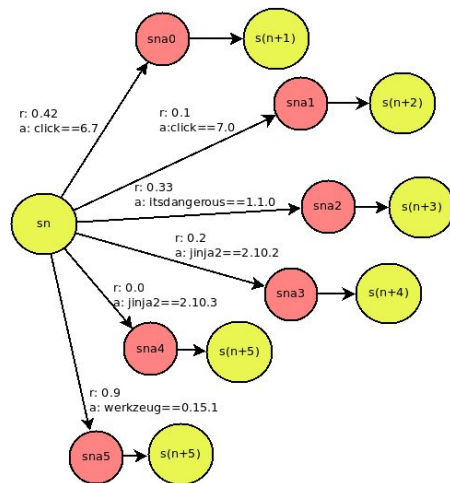 sna0
s(n+1)
r: 0.42
a: click==6.7
r: 0.1
a:click==7.0
sna1
s(n+2)
r: 0.33
a: itsdangerous==1.1.0
sna2
s(n+3)
sn
r: 0.2
a: jinja2==2.10.2
sna3
s(n+4)
r: 0.0
a: jinja2==2.10.3
sna4
s(n+5)
r: 0.9
a: werkzeug==0.15.1
sna5
s(n+5)